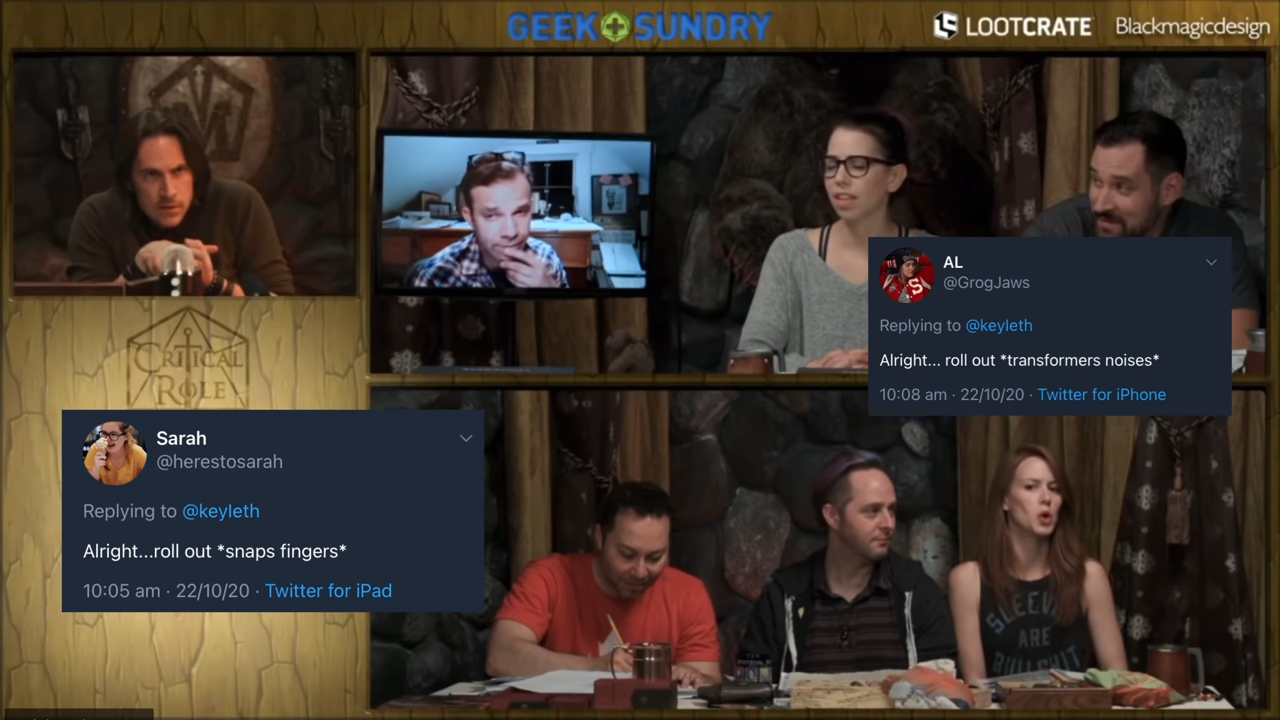 GEEK SUNDRY
LOOTCRATE
Blackmagicdesign
CRITICAL
ROLE
AL
@GrogJaws
Replying to @keyleth
Alright... roll out *transformers noises*
10:08 am · 22/10/20 · Twitter for iPhone
Sarah
@herestosarah
Replying to @keyleth
Alright...roll out *snaps fingers*
10:05 am · 22/10/20 · Twitter for iPad
S
ARE
BULLSHIT